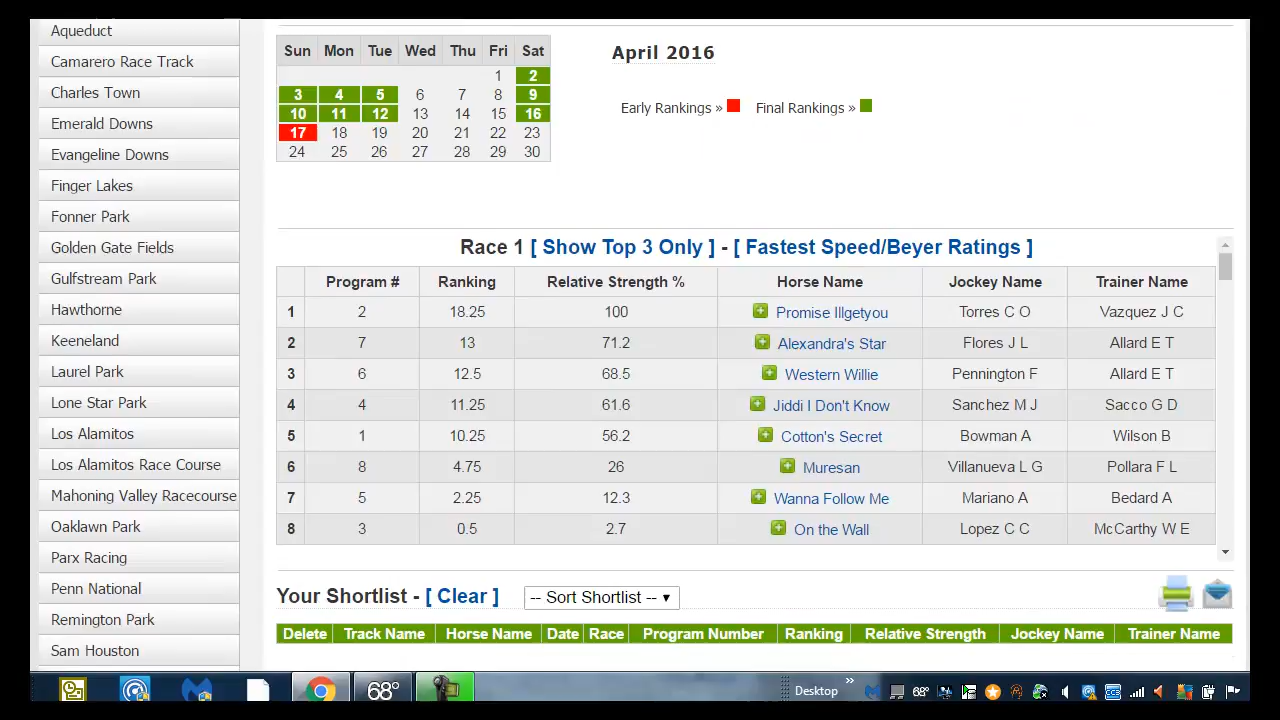 Aqueduct
Camarero Race Track
Charles Town
Emerald Downs
Evangeline Downs
Finger Lakes
Fonner Park
Golden Gate Fields
Gulfstream Park
Hawthorne
Keeneland
Laurel Park
Lone Star Park
Los Alamitos
Los Alamitos Race Course
Mahoning Valley Racecourse
Oaklawn Park
Parx Racing
Penn National
Remington Park
Sam Houston
Sun Mon Tue Wed Thu Fri Sat
1 2
3 4 5 6 7 8 9
10 11 12 13 14 15 16
17 18 19 20 21 22 23
24 25 26 27 28 29 30
April 2016
Early Rankings » Final Rankings »
Race 1 [ Show Top 3 Only ] - [ Fastest Speed/Beyer Ratings ]
Program # Ranking Relative Strength % Horse Name Jockey Name Trainer Name
1 2 18.25 100 Promise Illgetyou Torres C O Vazquez J C
2 7 13 71.2 Alexandra's Star Flores J L Allard E T
3 6 12.5 68.5 Western Willie Pennington F Allard E T
4 4 11.25 61.6 Jiddi I Don't Know Sanchez M J Sacco G D
5 1 10.25 56.2 Cotton's Secret Bowman A Wilson B
6 8 4.75 26 Muresan Villanueva L G Pollara F L
7 5 2.25 12.3 Wanna Follow Me Mariano A Bedard A
8 3 0.5 2.7 On the Wall Lopez C C McCarthy W E
Your Shortlist - [ Clear ] -- Sort Shortlist --
Delete Track Name Horse Name Date Race Program Number Ranking Relative Strength Jockey Name Trainer Name
68° Desktop » 68° CCB